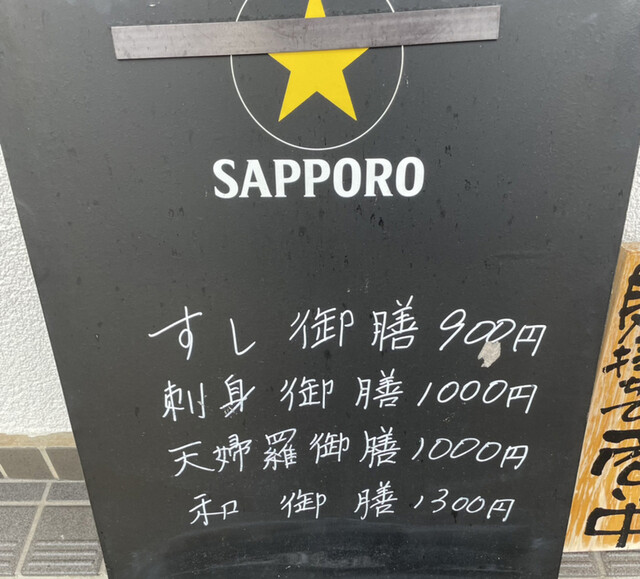 SAPPORO
すし御膳 900円
刺身御膳 1000円
天婦羅御膳 1000円
和御膳 1300円